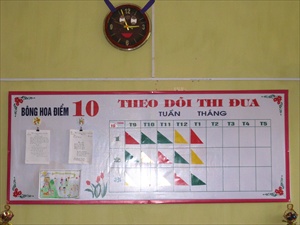 BÔNG HOA ĐIỂM 10
THEO DÕI THI ĐUA
TUẦN THÁNG
T9 T10 T11 T12 T1 T2 T3 T4 T5